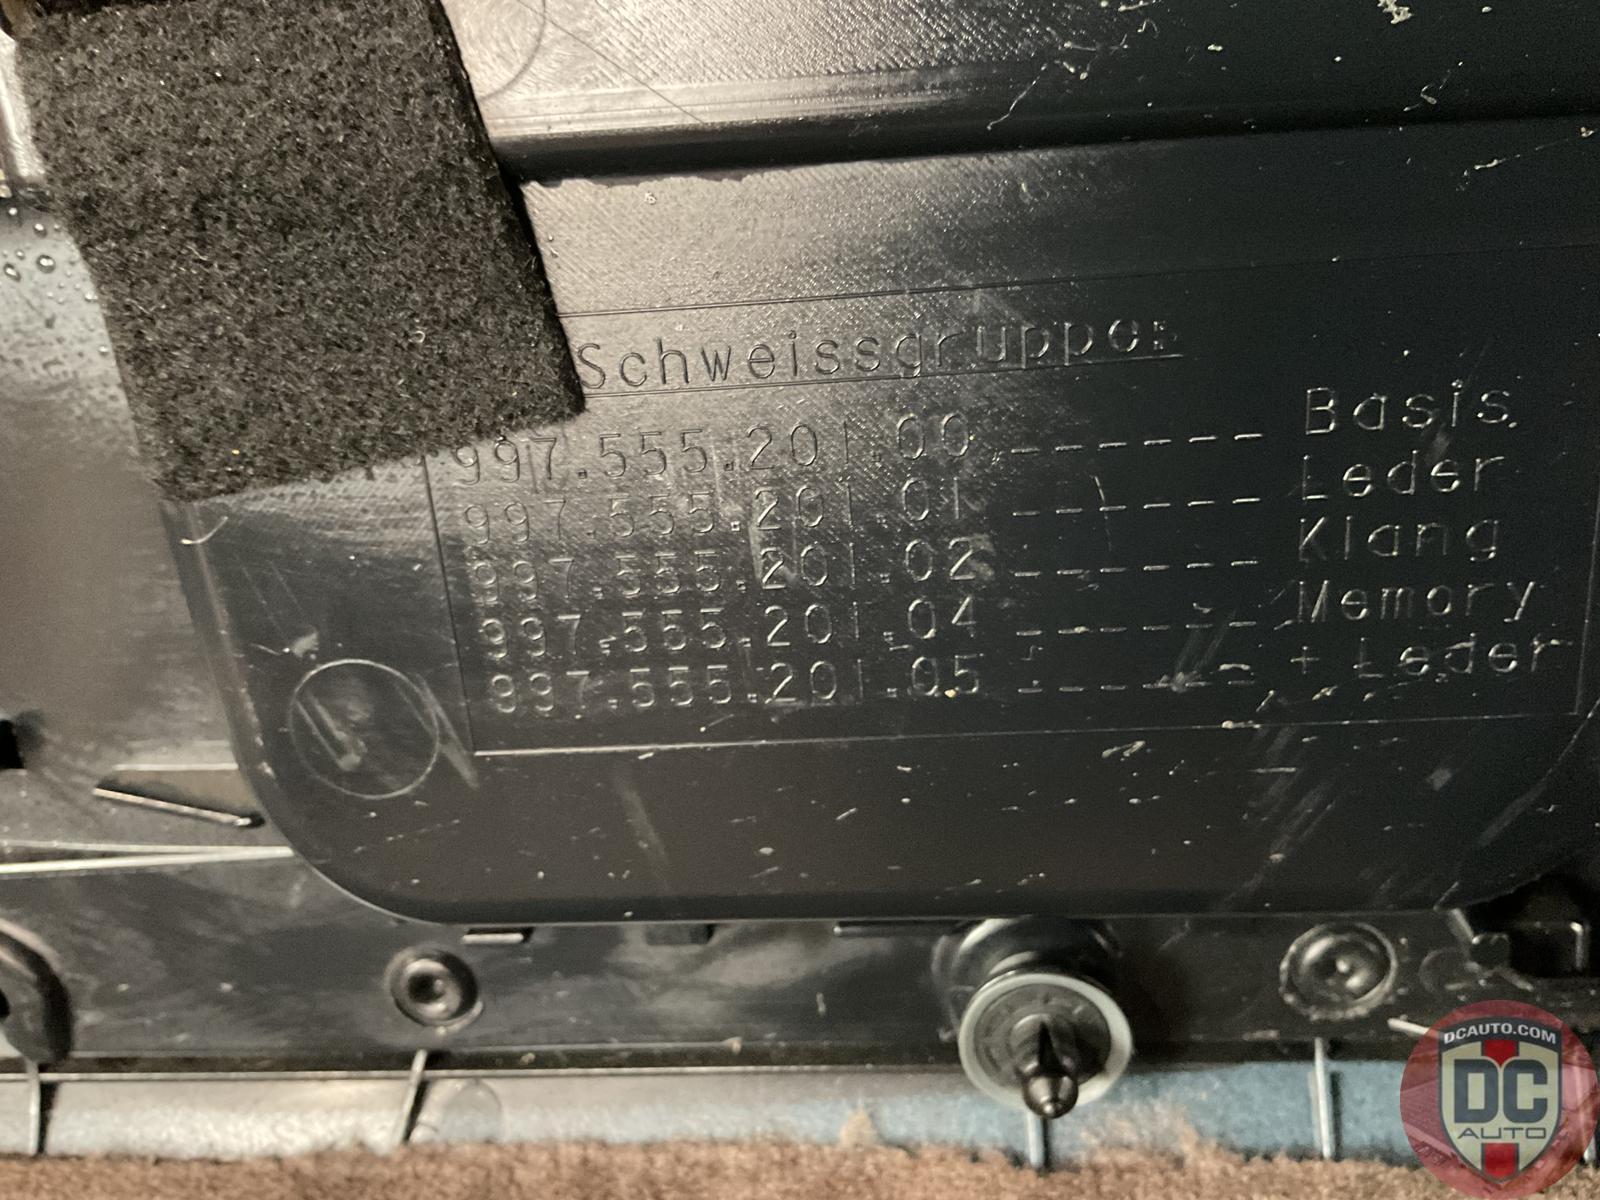 Schweissgruppen
997.555.201.00.------ Basis.
997.555.201.01 ------ Leder
997.555.201.02 ------ Klang
997.555.201.04 ------ Memory
997.555.201.05 ------ + Leder
DCAUTO.COM
DC
AUTO